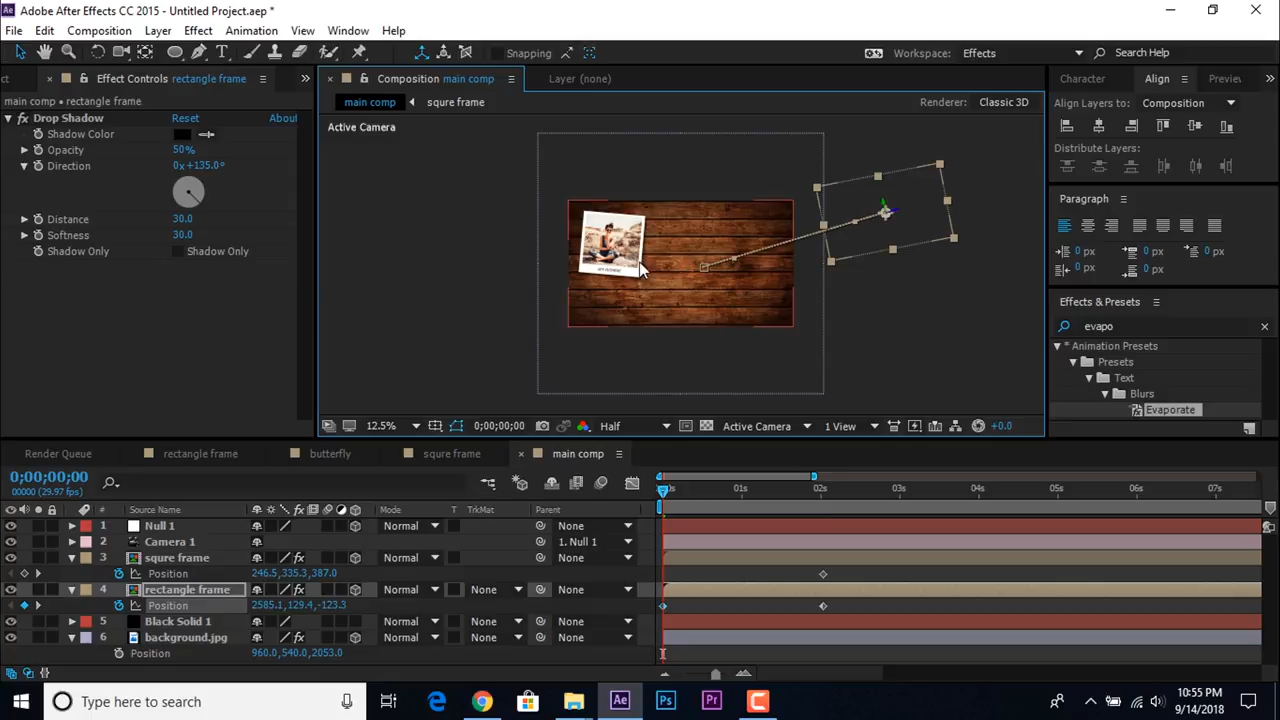 Adobe After Effects CC 2015 - Untitled Project.aep *
File Edit Composition Layer Effect Animation View Window Help
Snapping Workspace: Effects Search Help
ct Effect Controls rectangle frame Composition main comp Layer (none) Character Align Preview
main comp • rectangle frame main comp squre frame Renderer: Classic 3D Align Layers to: Composition
Drop Shadow Reset About
Active Camera
Shadow Color
Opacity 50%
Direction 0x+135.0°
Distribute Layers:
Paragraph
Distance 30.0
Softness 30.0
Shadow Only Shadow Only
0 px 0 px 0 px
0 px 0 px
Effects & Presets
evapo
* Animation Presets
Presets
Text
Blurs
Evaporate
12.5% 0;00;00;00 Half Active Camera 1 View +0.0
Render Queue rectangle frame butterfly squre frame main comp
0;00;00;00
00000 (29.97 fps)
0s 01s 02s 03s 04s 05s 06s 07s
# Source Name Mode T TrkMat Parent
1 Null 1 Normal None
2 Camera 1 1. Null 1
3 squre frame Normal None
Position 246.5,335.3,387.0
4 rectangle frame Normal None None
Position 2585.1,129.4,-123.3
5 Black Solid 1 Normal None None
6 background.jpg Normal None None
Position 960.0,540.0,2053.0
Type here to search
10:55 PM
9/14/2018